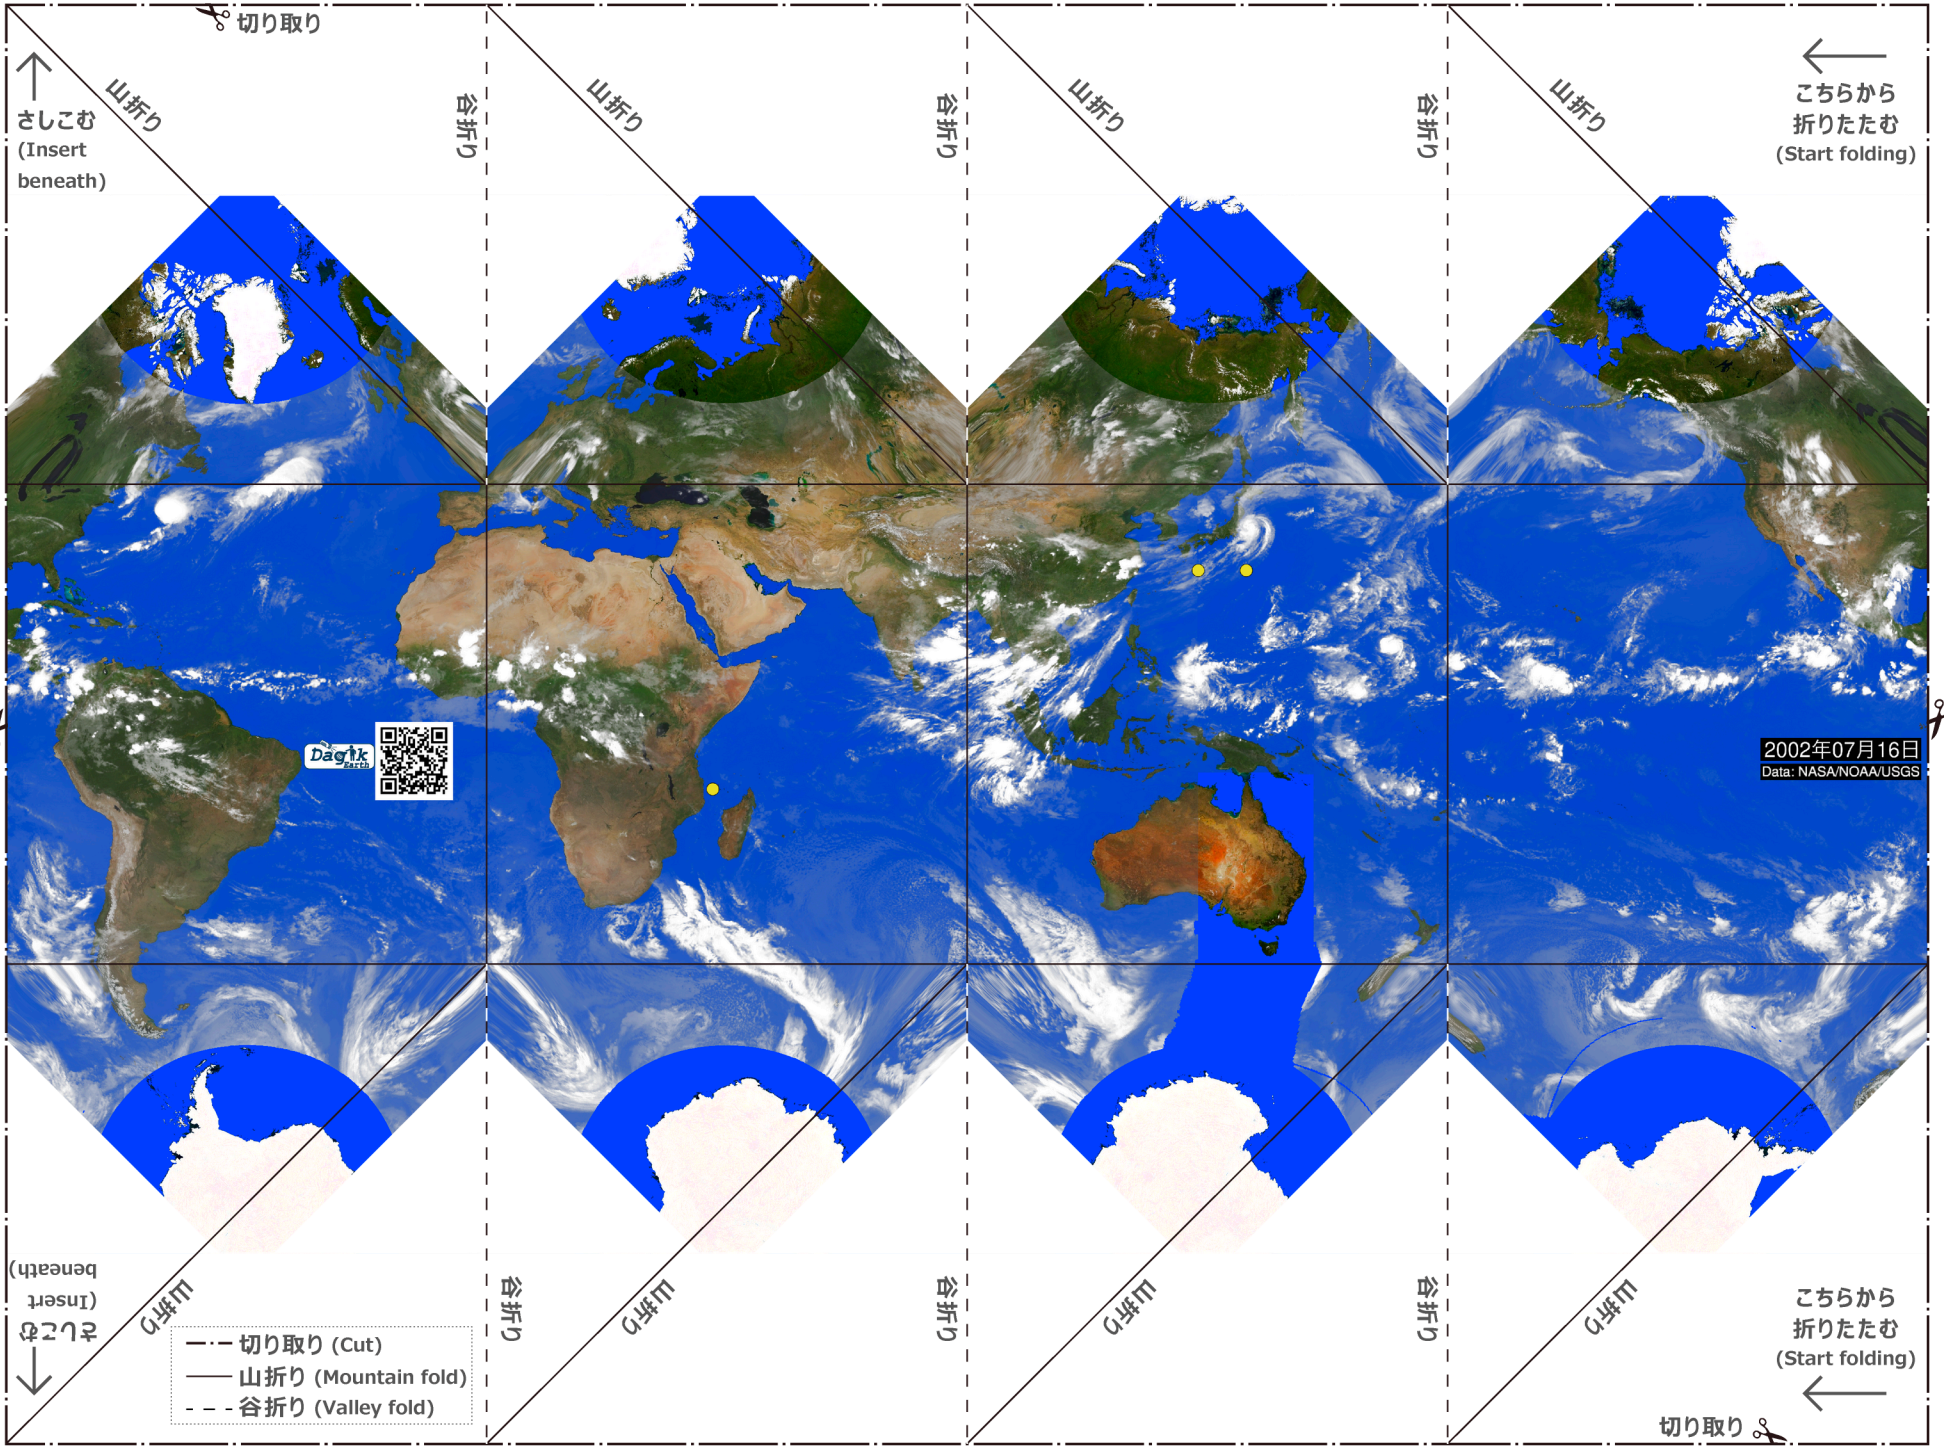 切り取り
山折り
谷折り
山折り
谷折り
山折り
谷折り
山折り
さしこむ
(Insert
beneath)
こちらから
折りたたむ
(Start folding)
Dagik
Earth
2002年07月16日
Data: NASA/NOAA/USGS
さしこむ
(Insert
beneath)
山折り
谷折り
山折り
谷折り
山折り
谷折り
山折り
こちらから
折りたたむ
(Start folding)
切り取り (Cut)
山折り (Mountain fold)
谷折り (Valley fold)
切り取り